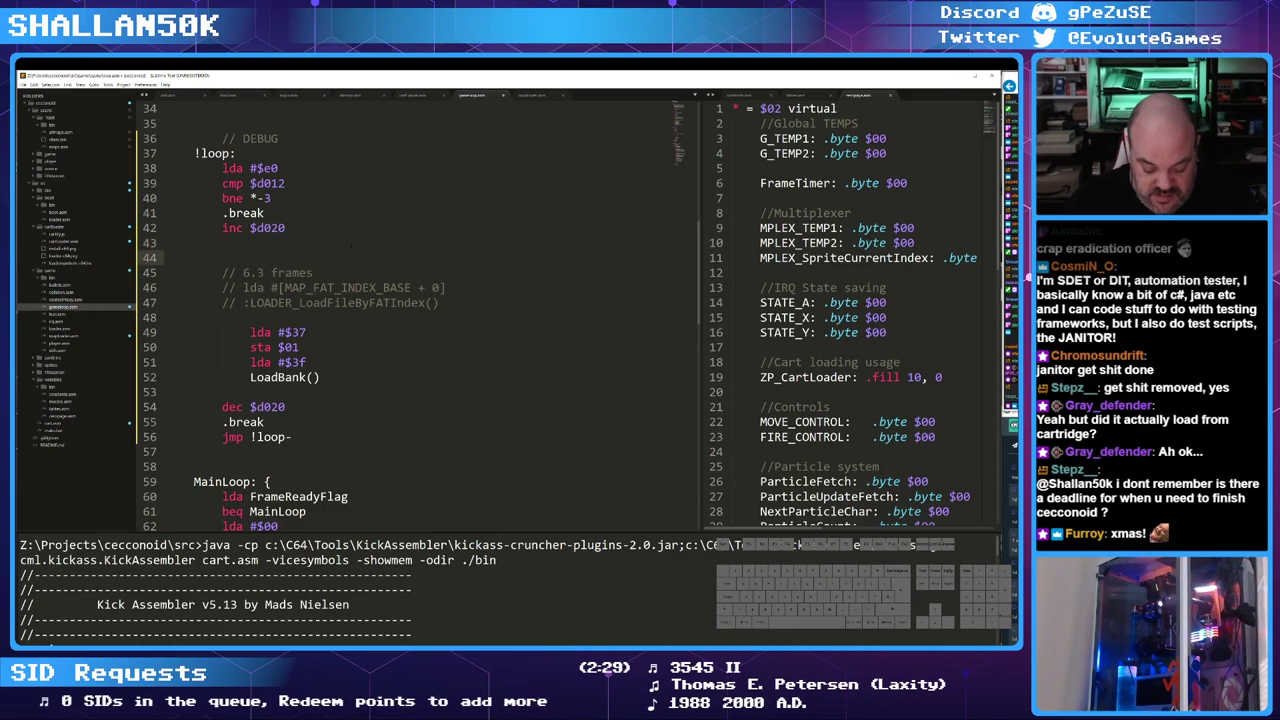 SHALLAN50K
Discord gPeZuSE
Twitter @EvoluteGames
34
35
36 // DEBUG
37 !loop:
38 lda #$e0
39 cmp $d012
40 bne *-3
41 .break
42 inc $d020
43
44
45 // 6.3 frames
46 // lda #[MAP_FAT_INDEX_BASE + 0]
47 // :LOADER_LoadFileByFATIndex()
48
49 lda #$37
50 sta $01
51 lda #$3f
52 LoadBank()
53
54 dec $d020
55 .break
56 jmp !loop-
57
58
59 MainLoop: {
60 lda FrameReadyFlag
61 beq MainLoop
62 lda #$00
1 * = $02 virtual
2 //Global TEMPS
3 G_TEMP1: .byte $00
4 G_TEMP2: .byte $00
5
6 FrameTimer: .byte $00
7
8 //Multiplexer
9 MPLEX_TEMP1: .byte $00
10 MPLEX_TEMP2: .byte $00
11 MPLEX_SpriteCurrentIndex: .byte
12
13 //IRQ State saving
14 STATE_A: .byte $00
15 STATE_X: .byte $00
16 STATE_Y: .byte $00
17
18 //Cart loading usage
19 ZP_CartLoader: .fill 10, 0
20
21 //Controls
22 MOVE_CONTROL: .byte $00
23 FIRE_CONTROL: .byte $00
24
25 //Particle system
26 ParticleFetch: .byte $00
27 ParticleUpdateFetch: .byte $00
28 NextParticleChar: .byte $00
Z:\Projects\cecconoid\src>java -cp c:\C64\Tools\KickAssembler\kickass-cruncher-plugins-2.0.jar;c:\C6
cml.kickass.KickAssembler cart.asm -vicesymbols -showmem -odir ./bin
//------------------------------------------------------
//------------------------------------------------------
// Kick Assembler v5.13 by Mads Nielsen
//------------------------------------------------------
//------------------------------------------------------
crap eradication officer
CosmiN_O:
I'm SDET or DIT, automation tester, I
basically know a bit of c#, java etc
and I can code stuff to do with testing
frameworks, but I also do test scripts,
the JANITOR!
Chromosundrift:
janitor get shit done
Stepz__: get shit removed, yes
Gray_defender:
Yeah but did it actually load from
cartridge?
Gray_defender: Ah ok...
Stepz__:
@Shallan50k i dont remember is there
a deadline for when u need to finish
cecconoid ?
Furroy: xmas!
SID Requests
0 SIDs in the queue, Redeem points to add more
(2:29) 3545 II
Thomas E. Petersen (Laxity)
1988 2000 A.D.